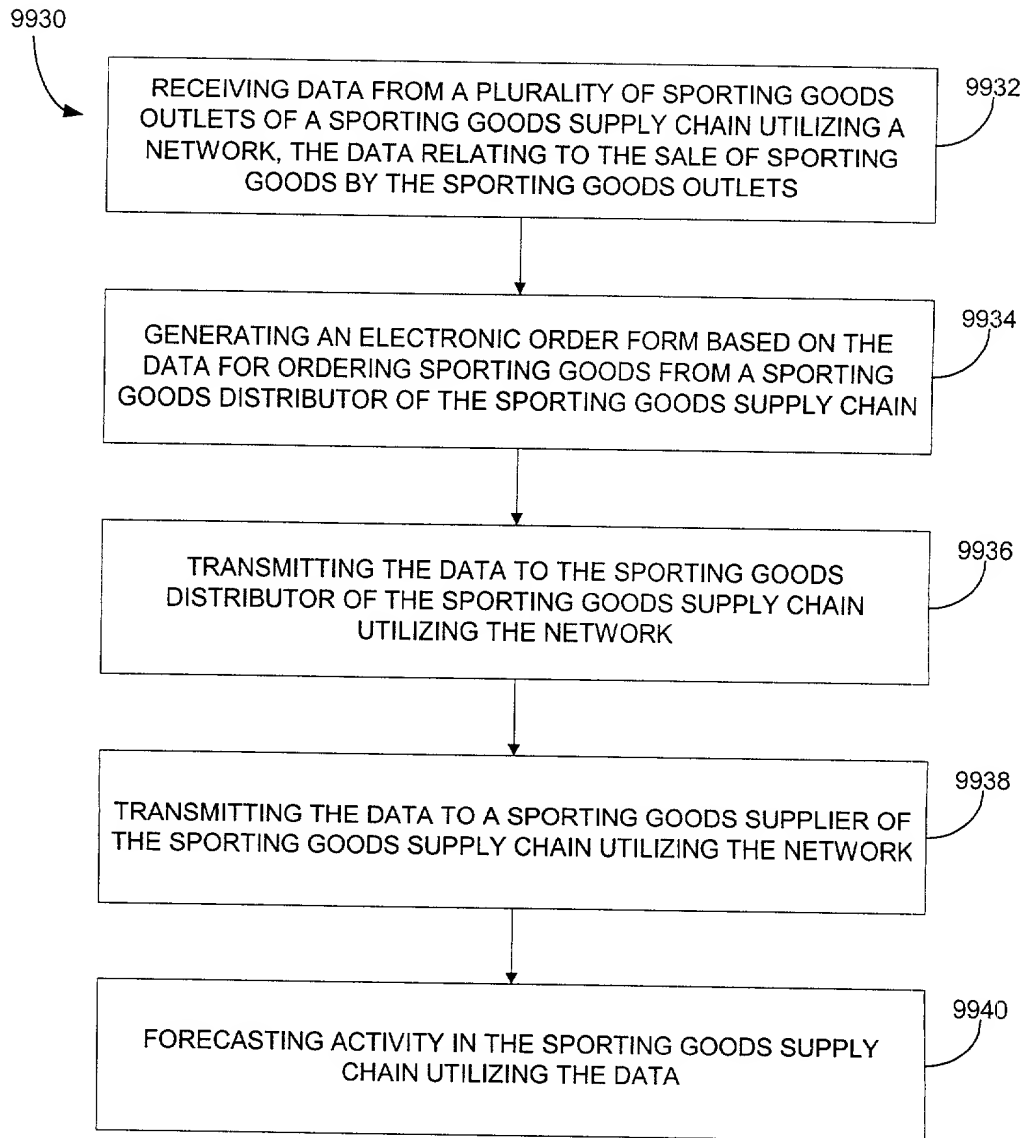 9930
RECEIVING DATA FROM A PLURALITY OF SPORTING GOODS
OUTLETS OF A SPORTING GOODS SUPPLY CHAIN UTILIZING A
NETWORK, THE DATA RELATING TO THE SALE OF SPORTING
GOODS BY THE SPORTING GOODS OUTLETS
9932
GENERATING AN ELECTRONIC ORDER FORM BASED ON THE
DATA FOR ORDERING SPORTING GOODS FROM A SPORTING
GOODS DISTRIBUTOR OF THE SPORTING GOODS SUPPLY CHAIN
9934
TRANSMITTING THE DATA TO THE SPORTING GOODS
DISTRIBUTOR OF THE SPORTING GOODS SUPPLY CHAIN
UTILIZING THE NETWORK
9936
TRANSMITTING THE DATA TO A SPORTING GOODS SUPPLIER OF
THE SPORTING GOODS SUPPLY CHAIN UTILIZING THE NETWORK
9938
FORECASTING ACTIVITY IN THE SPORTING GOODS SUPPLY
CHAIN UTILIZING THE DATA
9940